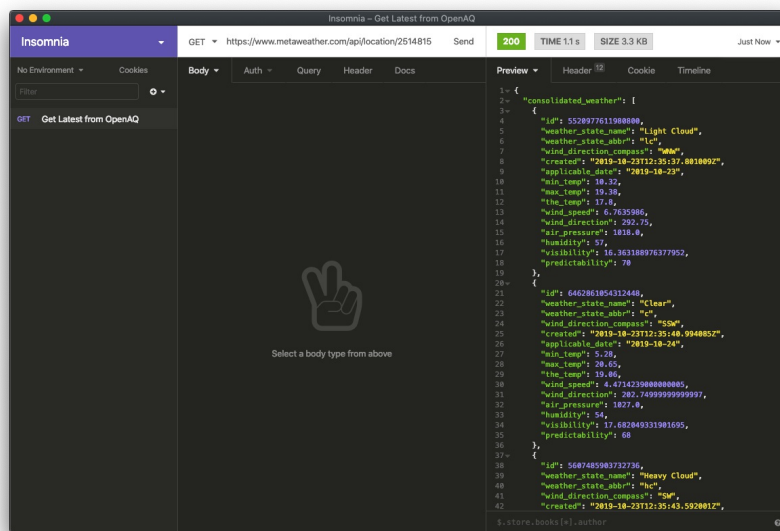 Insomnia – Get Latest from OpenAQ
Insomnia
GET https://www.metaweather.com/api/location/2514815 Send
200 TIME 1.1 s SIZE 3.3 KB Just Now
No Environment Cookies
Body Auth Query Header Docs
Preview Header 12 Cookie Timeline
Filter
GET Get Latest from OpenAQ
Select a body type from above
1 {
2 "consolidated_weather": [
3 {
4 "id": 5520977611980800,
5 "weather_state_name": "Light Cloud",
6 "weather_state_abbr": "lc",
7 "wind_direction_compass": "WNW",
8 "created": "2019-10-23T12:35:37.801009Z",
9 "applicable_date": "2019-10-23",
10 "min_temp": 10.32,
11 "max_temp": 19.38,
12 "the_temp": 17.8,
13 "wind_speed": 6.7635986,
14 "wind_direction": 292.75,
15 "air_pressure": 1018.0,
16 "humidity": 57,
17 "visibility": 16.363188976377952,
18 "predictability": 70
19 },
20 {
21 "id": 6462861054312448,
22 "weather_state_name": "Clear",
23 "weather_state_abbr": "c",
24 "wind_direction_compass": "SSW",
25 "created": "2019-10-23T12:35:40.994085Z",
26 "applicable_date": "2019-10-24",
27 "min_temp": 5.28,
28 "max_temp": 20.65,
29 "the_temp": 19.06,
30 "wind_speed": 4.4714239000000005,
31 "wind_direction": 202.74999999999997,
32 "air_pressure": 1027.0,
33 "humidity": 54,
34 "visibility": 17.682049331901695,
35 "predictability": 68
36 },
37 {
38 "id": 5607485903732736,
39 "weather_state_name": "Heavy Cloud",
40 "weather_state_abbr": "hc",
41 "wind_direction_compass": "SW",
42 "created": "2019-10-23T12:35:43.592001Z",
$.store.books[*].author